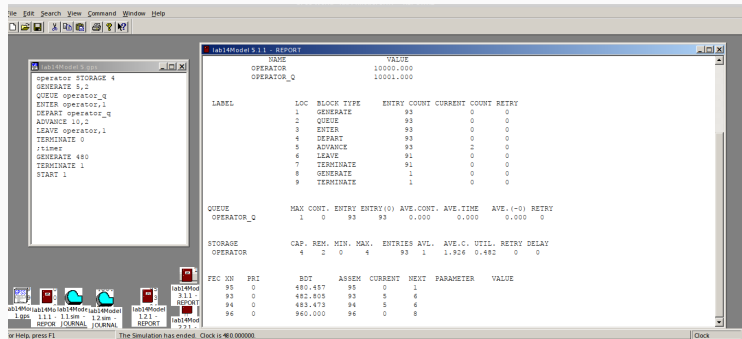 File Edit Search View Command Window Help
lab14Model 5.gps
operator STORAGE 4
GENERATE 5,2
QUEUE operator_q
ENTER operator,1
DEPART operator_q
ADVANCE 10,2
LEAVE operator,1
TERMINATE 0
;timer
GENERATE 480
TERMINATE 1
START 1
lab14Model 5.1.1 - REPORT
NAME VALUE
OPERATOR 10000.000
OPERATOR_Q 10001.000
LABEL LOC BLOCK TYPE ENTRY COUNT CURRENT COUNT RETRY
1 GENERATE 93 0 0
2 QUEUE 93 0 0
3 ENTER 93 0 0
4 DEPART 93 0 0
5 ADVANCE 93 2 0
6 LEAVE 91 0 0
7 TERMINATE 91 0 0
8 GENERATE 1 0 0
9 TERMINATE 1 0 0
QUEUE MAX CONT. ENTRY ENTRY(0) AVE.CONT. AVE.TIME AVE.(-0) RETRY
OPERATOR_Q 1 0 93 93 0.000 0.000 0.000 0
STORAGE CAP. REM. MIN. MAX. ENTRIES AVL. AVE.C. UTIL. RETRY DELAY
OPERATOR 4 2 0 4 93 1 1.926 0.482 0 0
FEC XN PRI BDT ASSEM CURRENT NEXT PARAMETER VALUE
95 0 480.457 95 0 1
93 0 482.805 93 5 6
94 0 483.473 94 5 6
96 0 960.000 96 0 8
lab14Mod
3.1.1 -
REPORT
lab14Mo
1.gps
lab14Mo
1.1.1 -
REPOR
lab14Mode
1.1.sim -
JOURNAL
lab14Model
1.2.sim -
JOURNAL
lab14Model
1.2.1 -
REPORT
lab14Mod
2.2.1 -
or Help, press F1
The Simulation has ended. Clock is 480.000000.
Clock